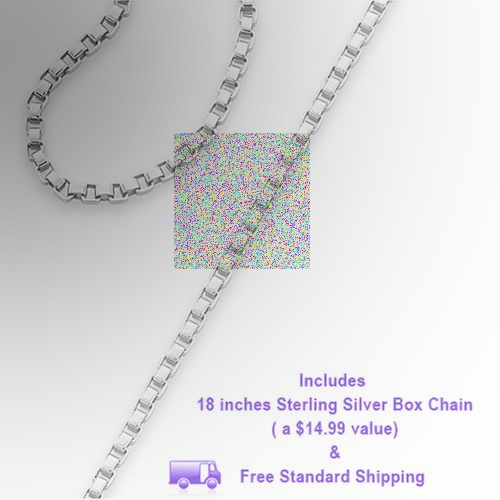 Includes
18 inches Sterling Silver Box Chain
( a $14.99 value)
&
Free Standard Shipping